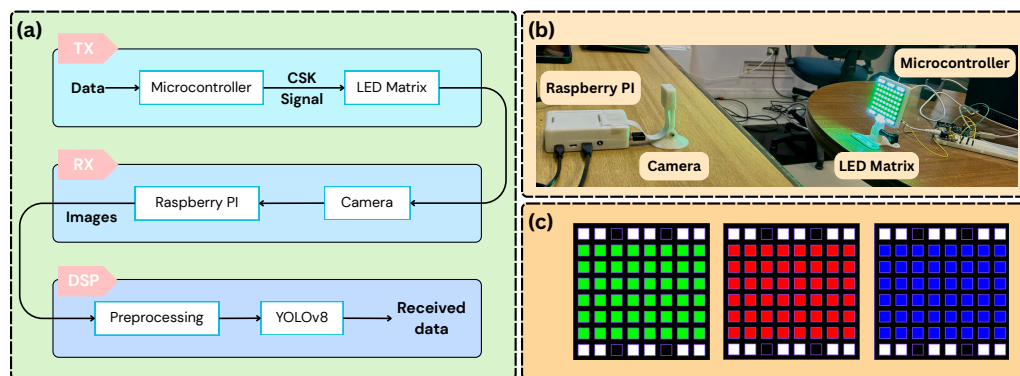 (a)
TX
Data
Microcontroller
CSK
Signal
LED Matrix
RX
Images
Raspberry PI
Camera
DSP
Preprocessing
YOLOv8
Received
data
(b)
Raspberry PI
Camera
Microcontroller
LED Matrix
(c)